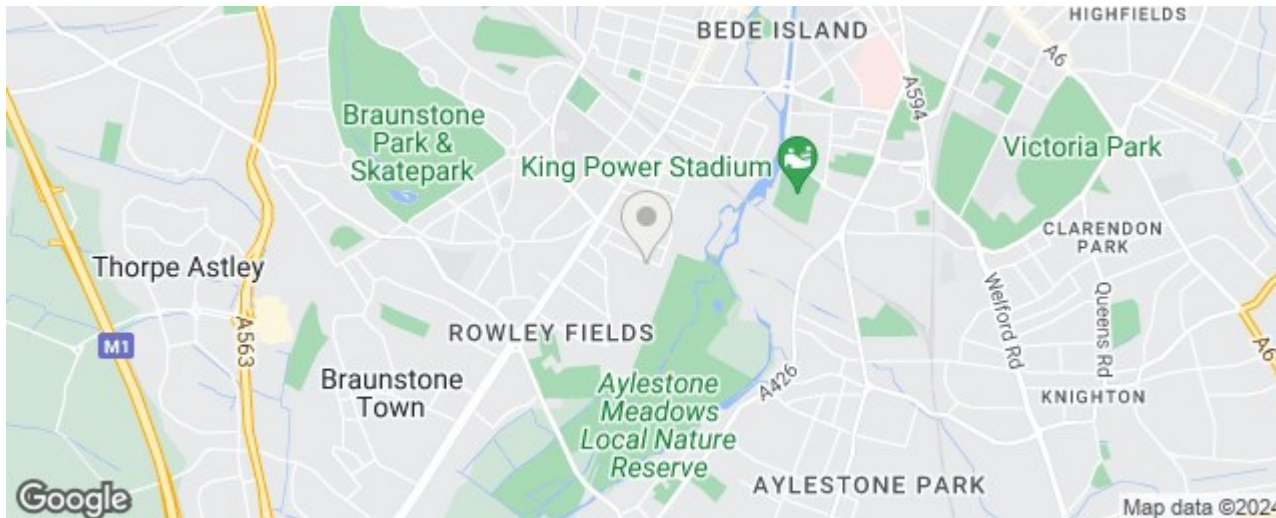 HIGHFIELDS
BEDE ISLAND
A6
A594
Braunstone
Park &
Skatepark
King Power Stadium
Victoria Park
CLARENDON
PARK
Thorpe Astley
Welford Rd
Queens Rd
M1
A563
ROWLEY FIELDS
A6
Braunstone
Town
Aylestone
Meadows
Local Nature
Reserve
A426
KNIGHTON
AYLESTONE PARK
Google
Map data ©2024